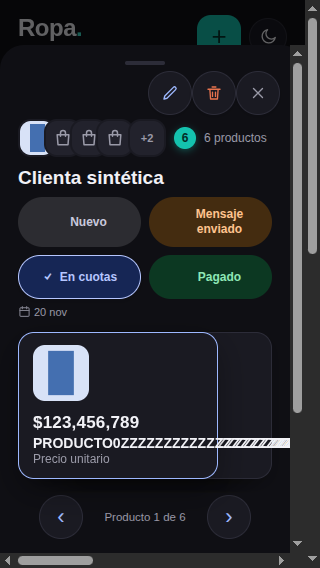 Ropa.
+2
6
6 productos
Clienta sintética
Nuevo
Mensaje
enviado
En cuotas
Pagado
20 nov
$123,456,789
Precio unitario
Producto 1 de 6